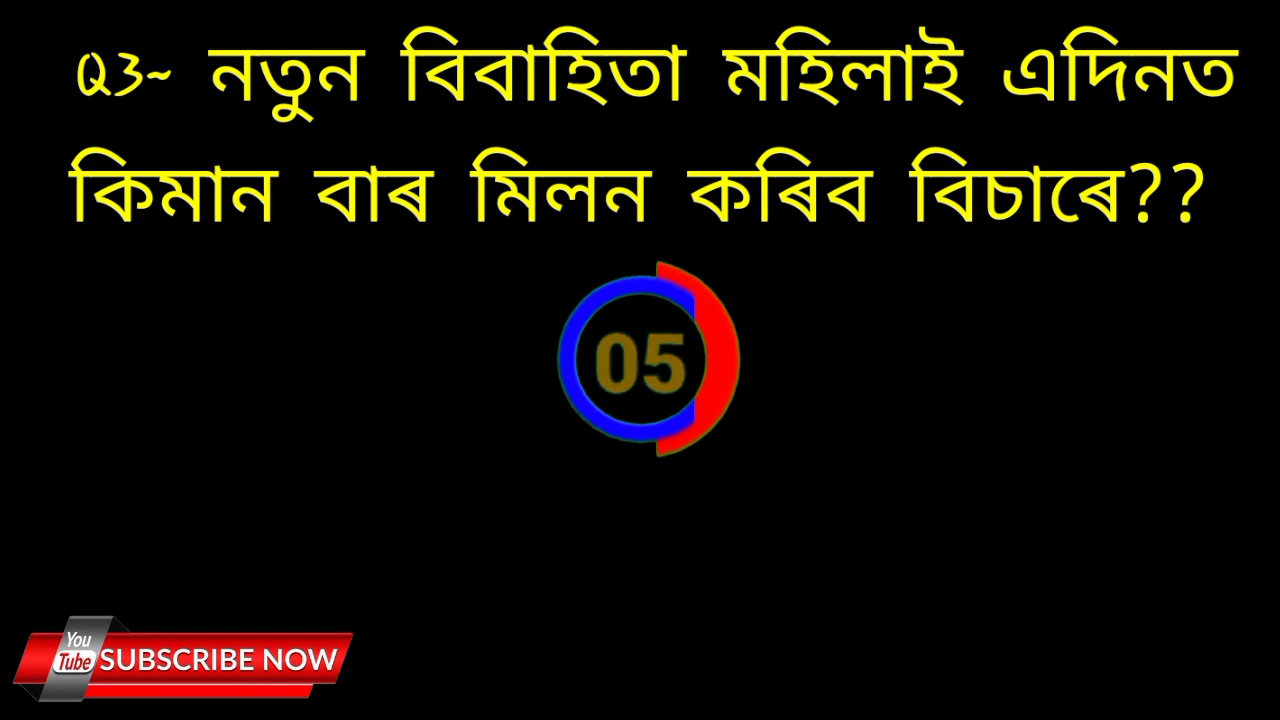 Q3~ নতুন বিবাহিতা মহিলাই এদিনত
কিমান বাৰ মিলন কৰিব বিচাৰে??
05
You
Tube SUBSCRIBE NOW